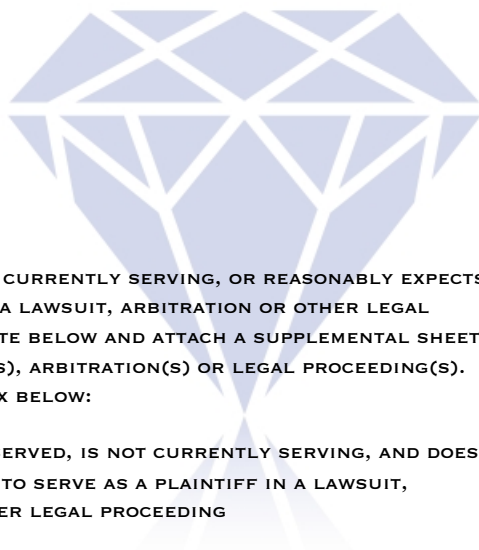 CURRENTLY SERVING, OR REASONABLY EXPECTS
A LAWSUIT, ARBITRATION OR OTHER LEGAL
TE BELOW AND ATTACH A SUPPLEMENTAL SHEET
S), ARBITRATION(S) OR LEGAL PROCEEDING(S).
X BELOW:
ERVED, IS NOT CURRENTLY SERVING, AND DOES
TO SERVE AS A PLAINTIFF IN A LAWSUIT,
ER LEGAL PROCEEDING